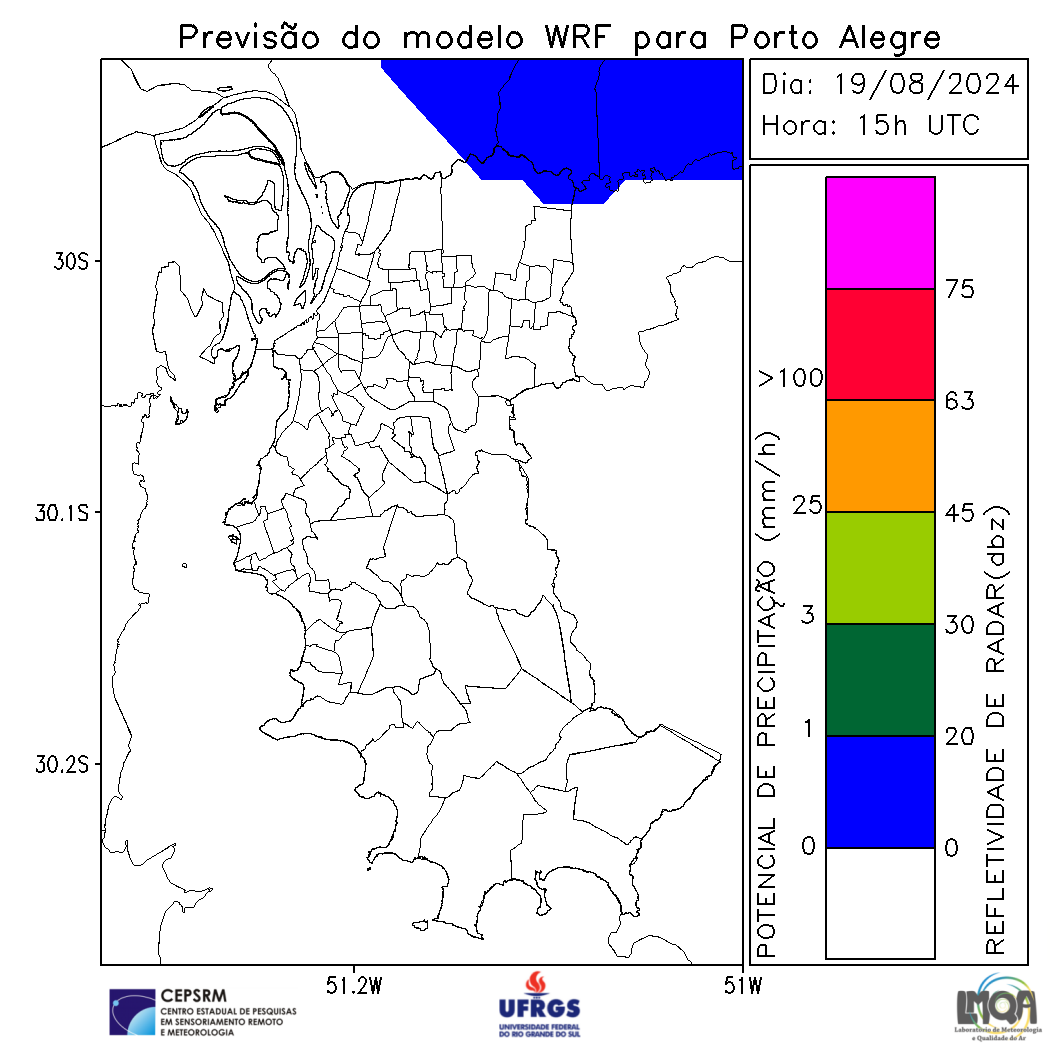 Previsão do modelo WRF para Porto Alegre
Dia: 19/08/2024
Hora: 15h UTC
30S
30.1S
30.2S
51.2W
51W
POTENCIAL DE PRECIPITAÇÃO (mm/h)
>100
25
3
1
0
75
63
45
30
20
0
REFLETIVIDADE DE RADAR(dbz)
CEPSRM
CENTRO ESTADUAL DE PESQUISAS
EM SENSORIAMENTO REMOTO
E METEOROLOGIA
UFRGS
UNIVERSIDADE FEDERAL
DO RIO GRANDE DO SUL
LMQA
Laboratório de Meteorologia
e Qualidade do Ar